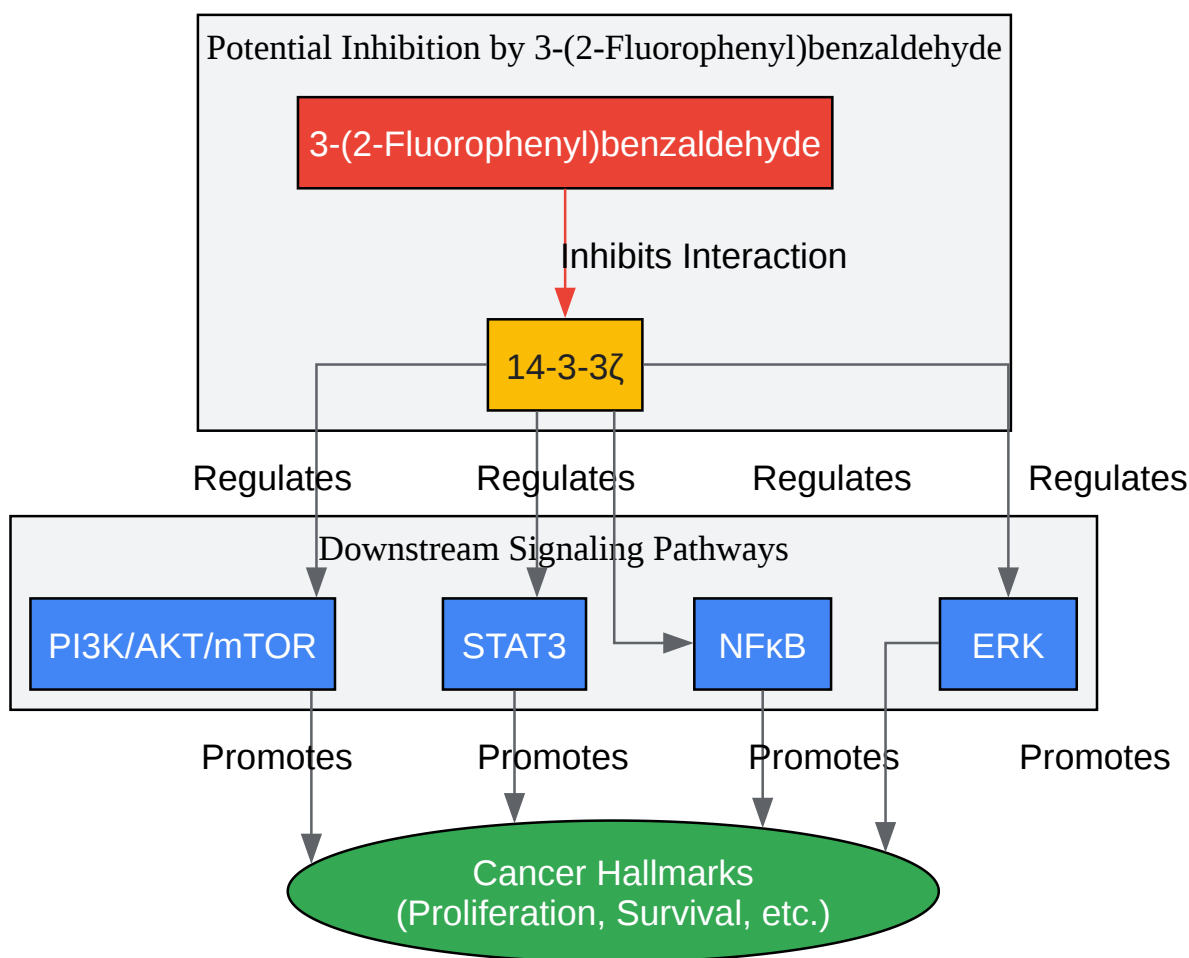 Potential Inhibition by 3-(2-Fluorophenyl)benzaldehyde
3-(2-Fluorophenyl)benzaldehyde
Inhibits Interaction
14-3-3ζ
Regulates
Regulates
Regulates
Regulates
Downstream Signaling Pathways
PI3K/AKT/mTOR
STAT3
NFκB
ERK
Promotes
Promotes
Promotes
Promotes
Cancer Hallmarks
(Proliferation, Survival, etc.)